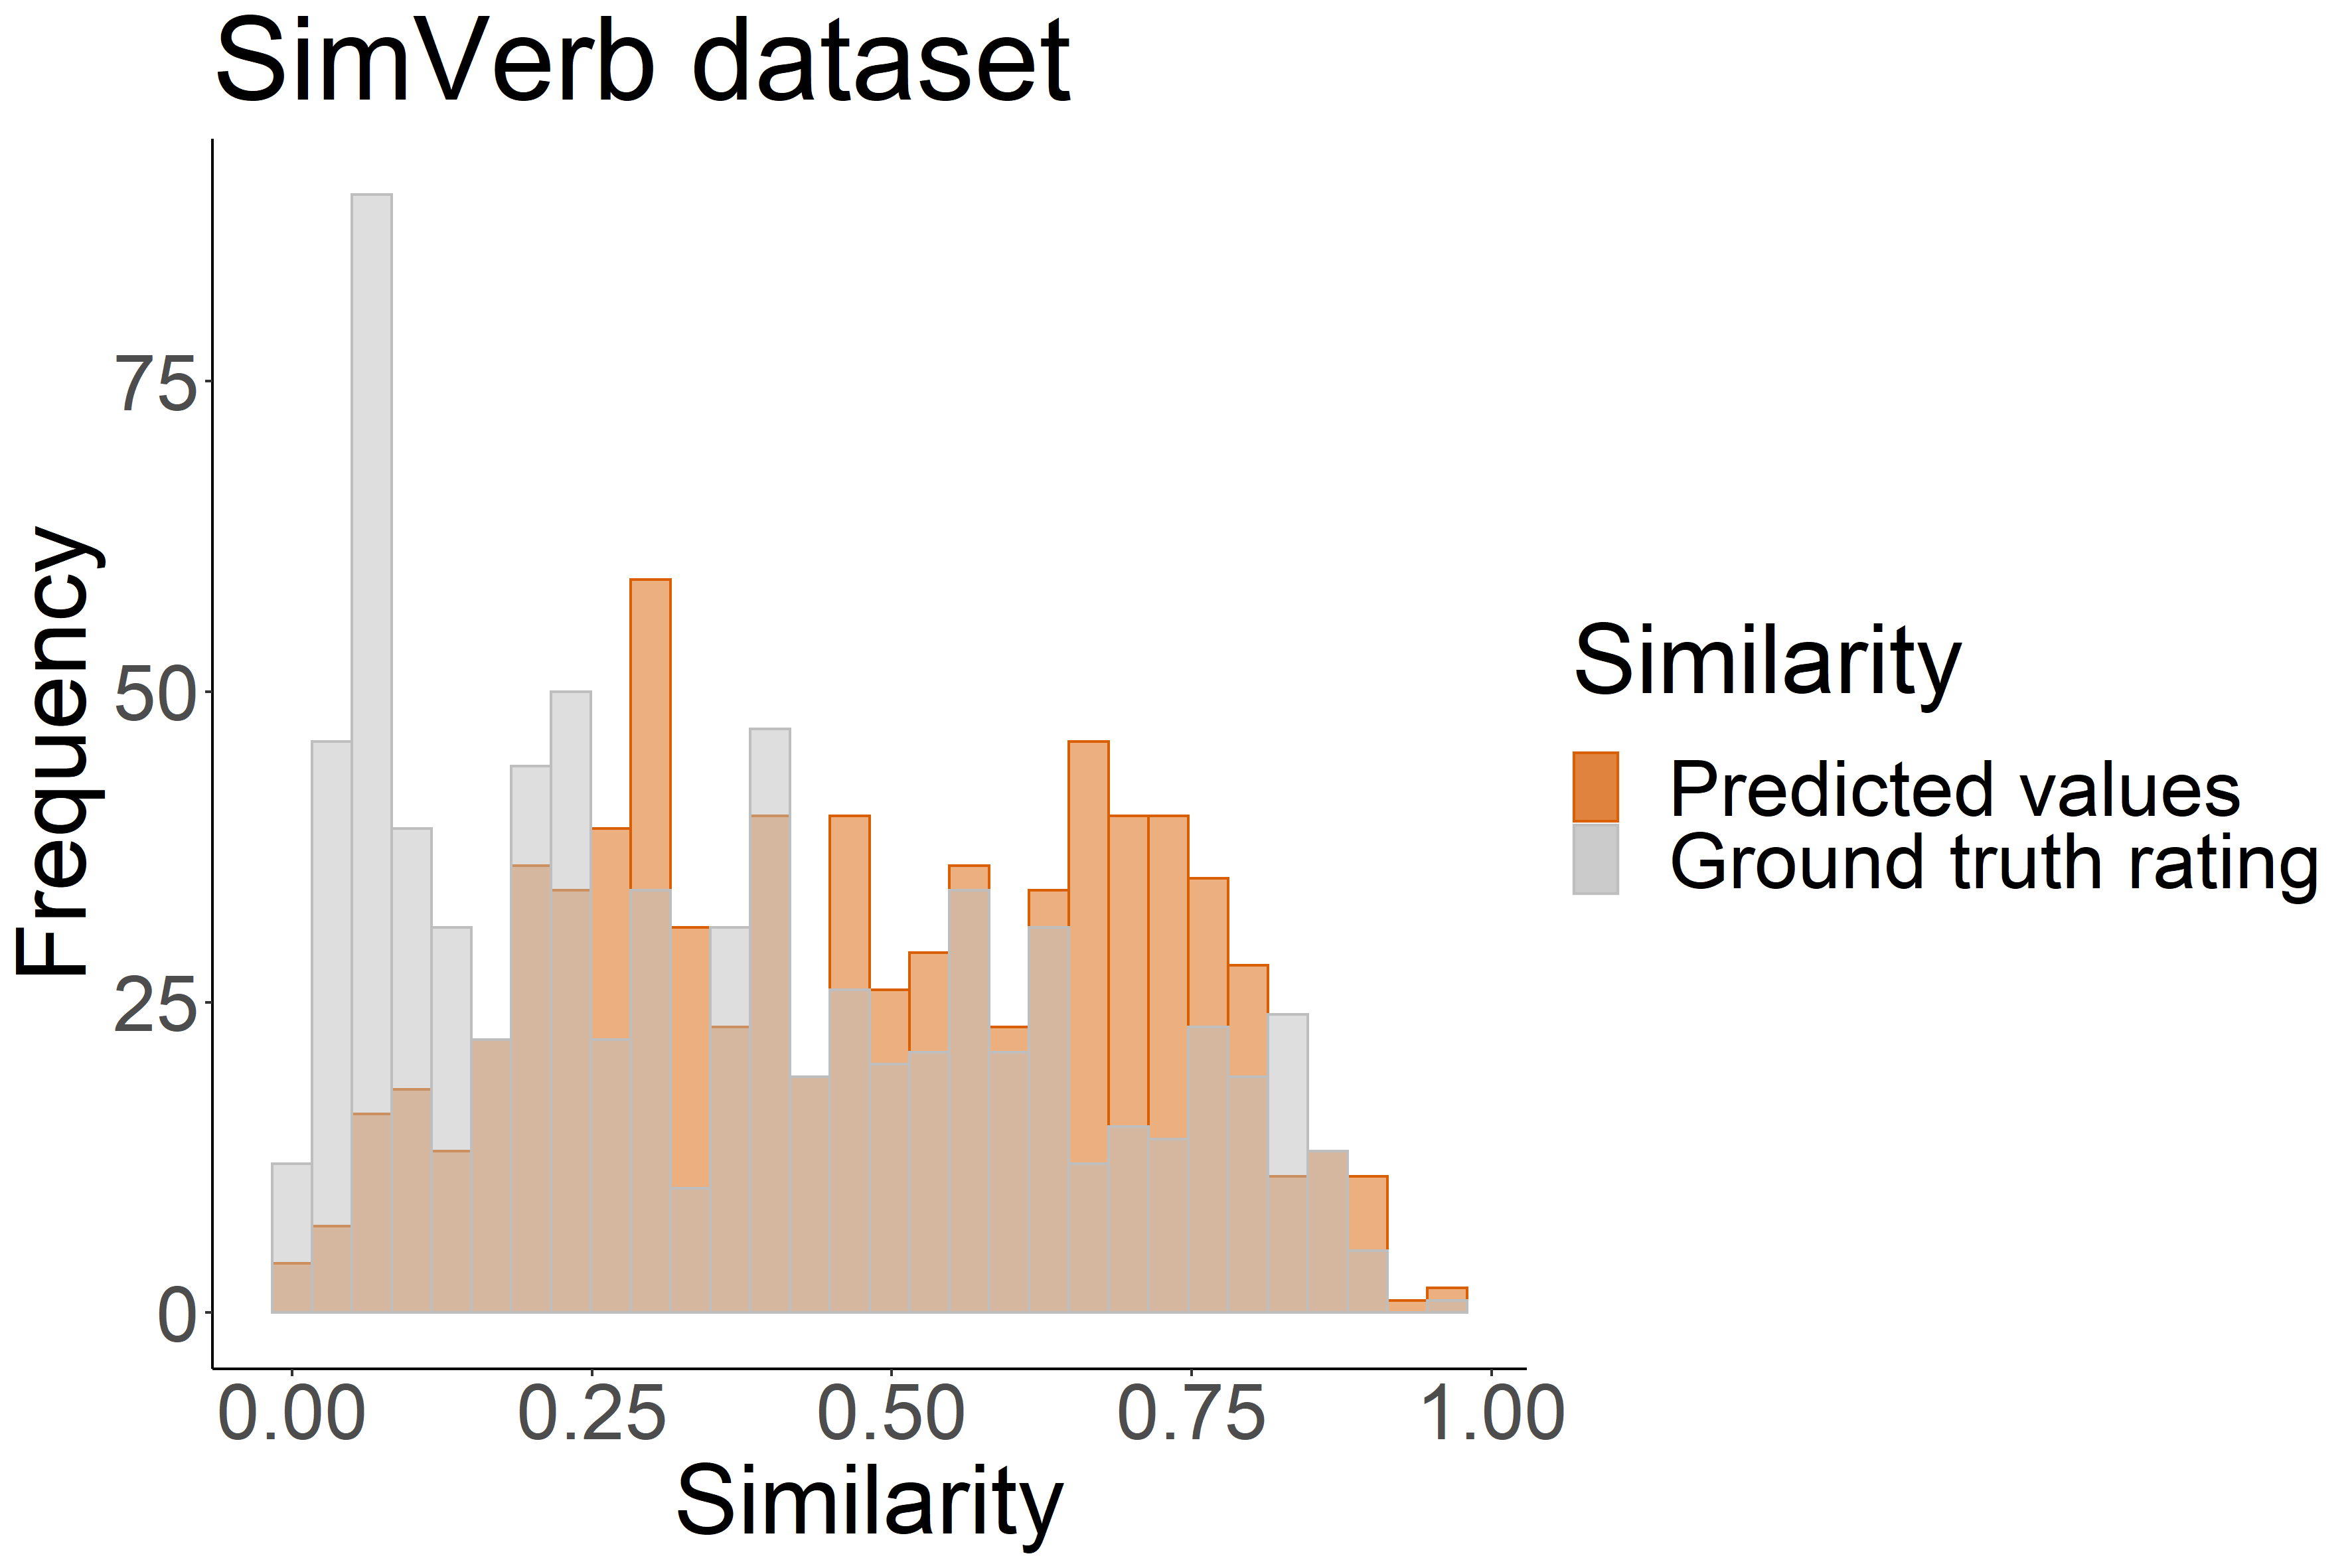 SimVerb dataset
Frequency
75
50
25
0
0.00 0.25 0.50 0.75 1.00
Similarity
Similarity
Predicted values
Ground truth rating